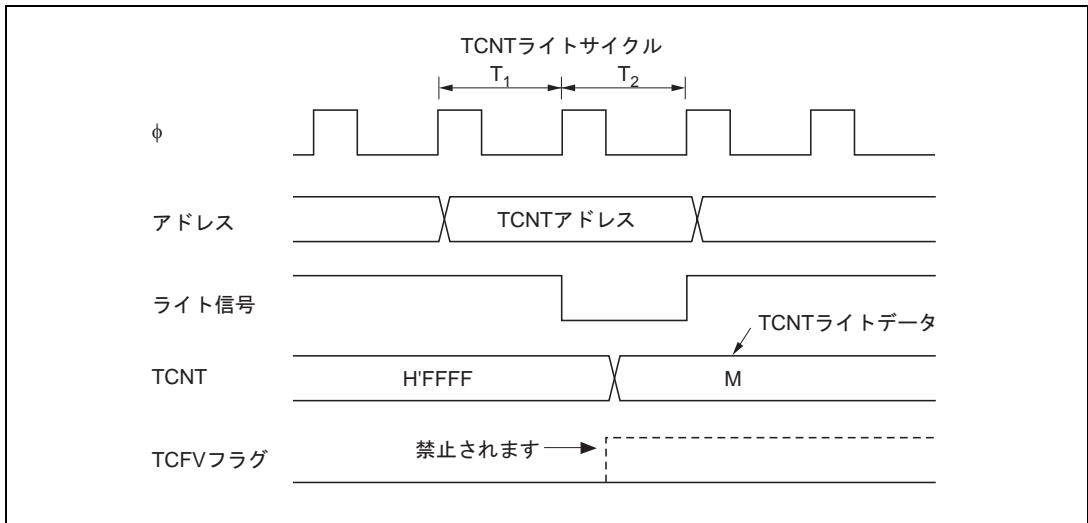 TCNTライトサイクル
T1 T2
φ
アドレス TCNTアドレス
ライト信号
TCNTライトデータ
TCNT H'FFFF M
禁止されます
TCFVフラグ